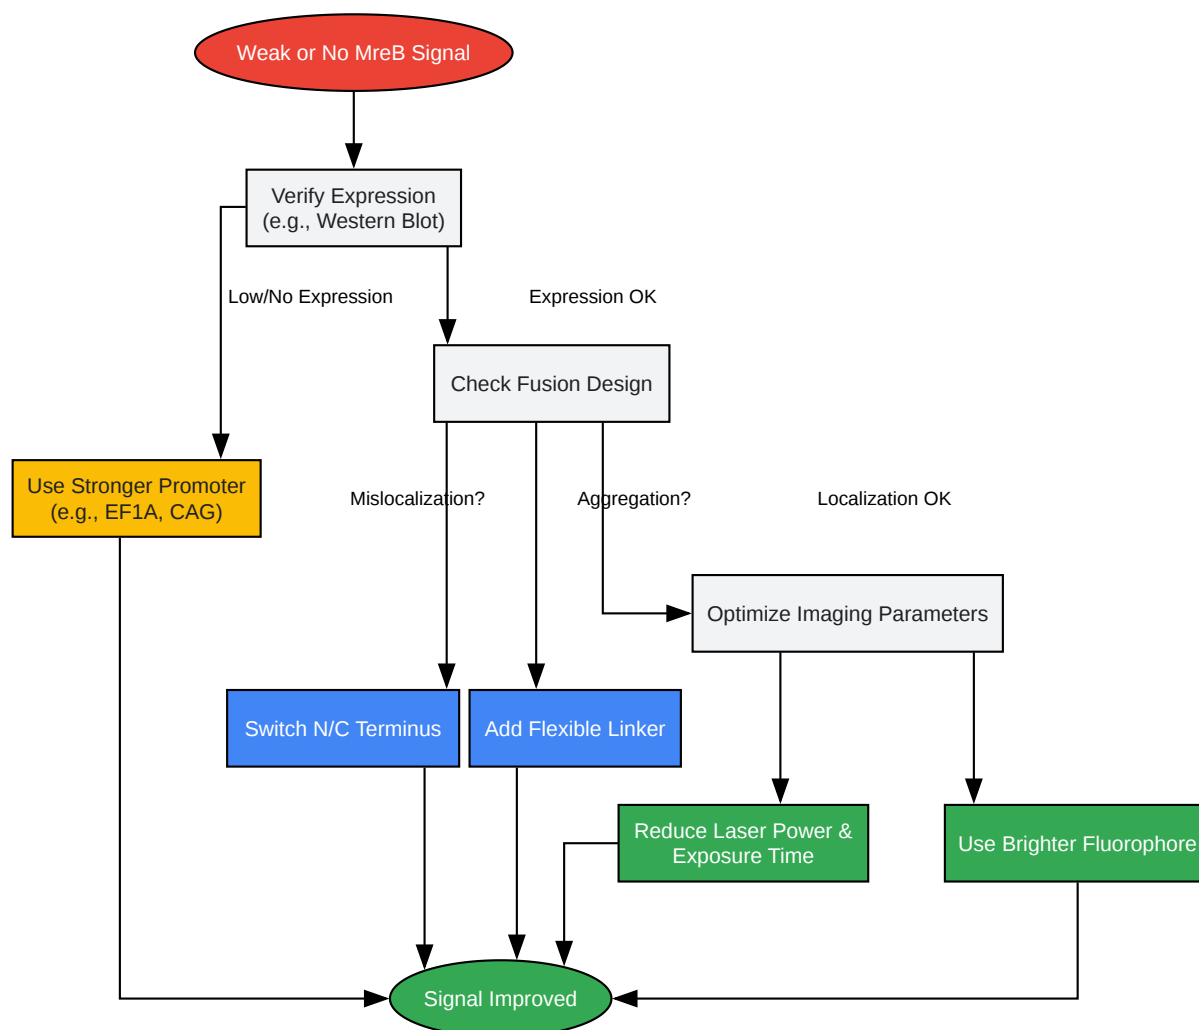 Weak or No MreB Signal
Verify Expression
(e.g., Western Blot)
Low/No Expression
Expression OK
Check Fusion Design
Use Stronger Promoter
(e.g., EF1A, CAG)
Mislocalization?
Aggregation?
Localization OK
Optimize Imaging Parameters
Switch N/C Terminus
Add Flexible Linker
Reduce Laser Power &
Exposure Time
Use Brighter Fluorophore
Signal Improved